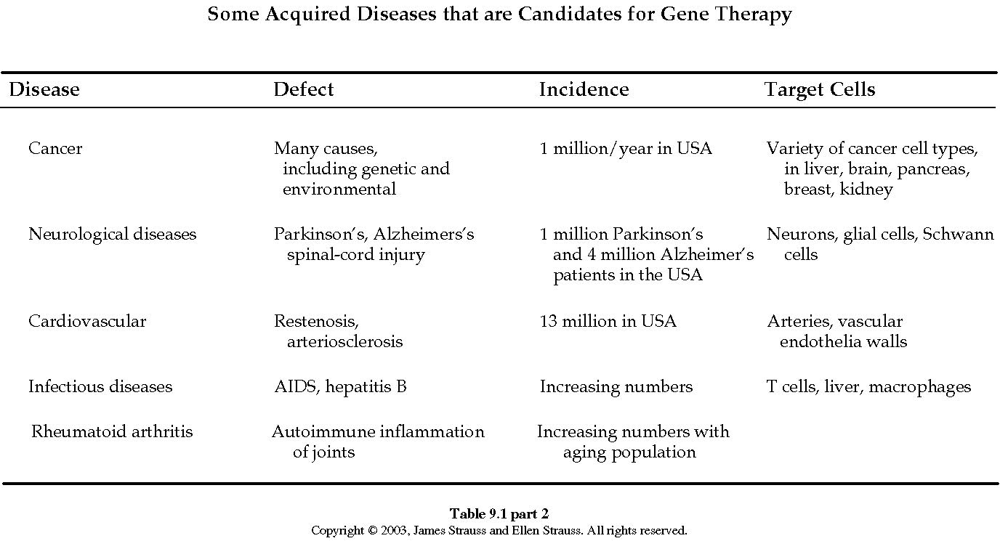 Some Acquired Diseases that are Candidates for Gene Therapy
Disease Defect Incidence Target Cells
Cancer Many causes, 1 million/year in USA Variety of cancer cell types,
including genetic and in liver, brain, pancreas,
environmental breast, kidney
Neurological diseases Parkinson's, Alzheimers's 1 million Parkinson's Neurons, glial cells, Schwann
spinal-cord injury and 4 million Alzheimer's cells
patients in the USA
Cardiovascular Restenosis, 13 million in USA Arteries, vascular
arteriosclerosis endothelia walls
Infectious diseases AIDS, hepatitis B Increasing numbers T cells, liver, macrophages
Rheumatoid arthritis Autoimmune inflammation Increasing numbers with
of joints aging population
Table 9.1 part 2
Copyright © 2003, James Strauss and Ellen Strauss. All rights reserved.